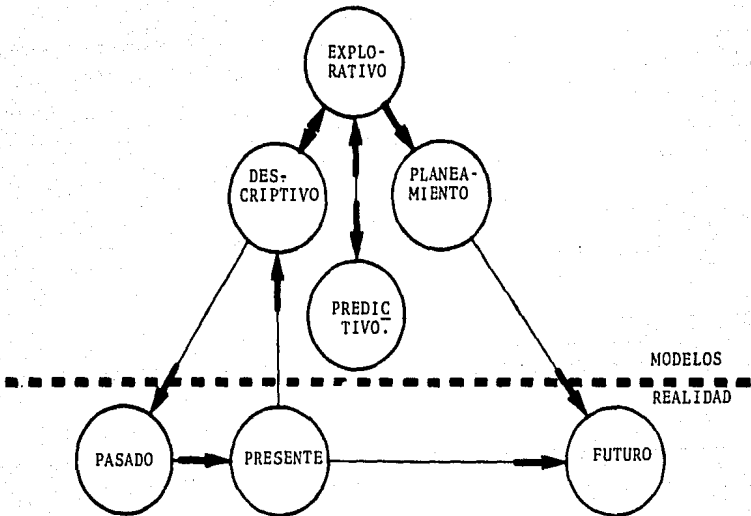 EXPLO-
RATIVO
DES-
CRIPTIVO
PLANEA-
MIENTO
PREDIC
TIVO.
MODELOS
REALIDAD
PASADO
PRESENTE
FUTURO